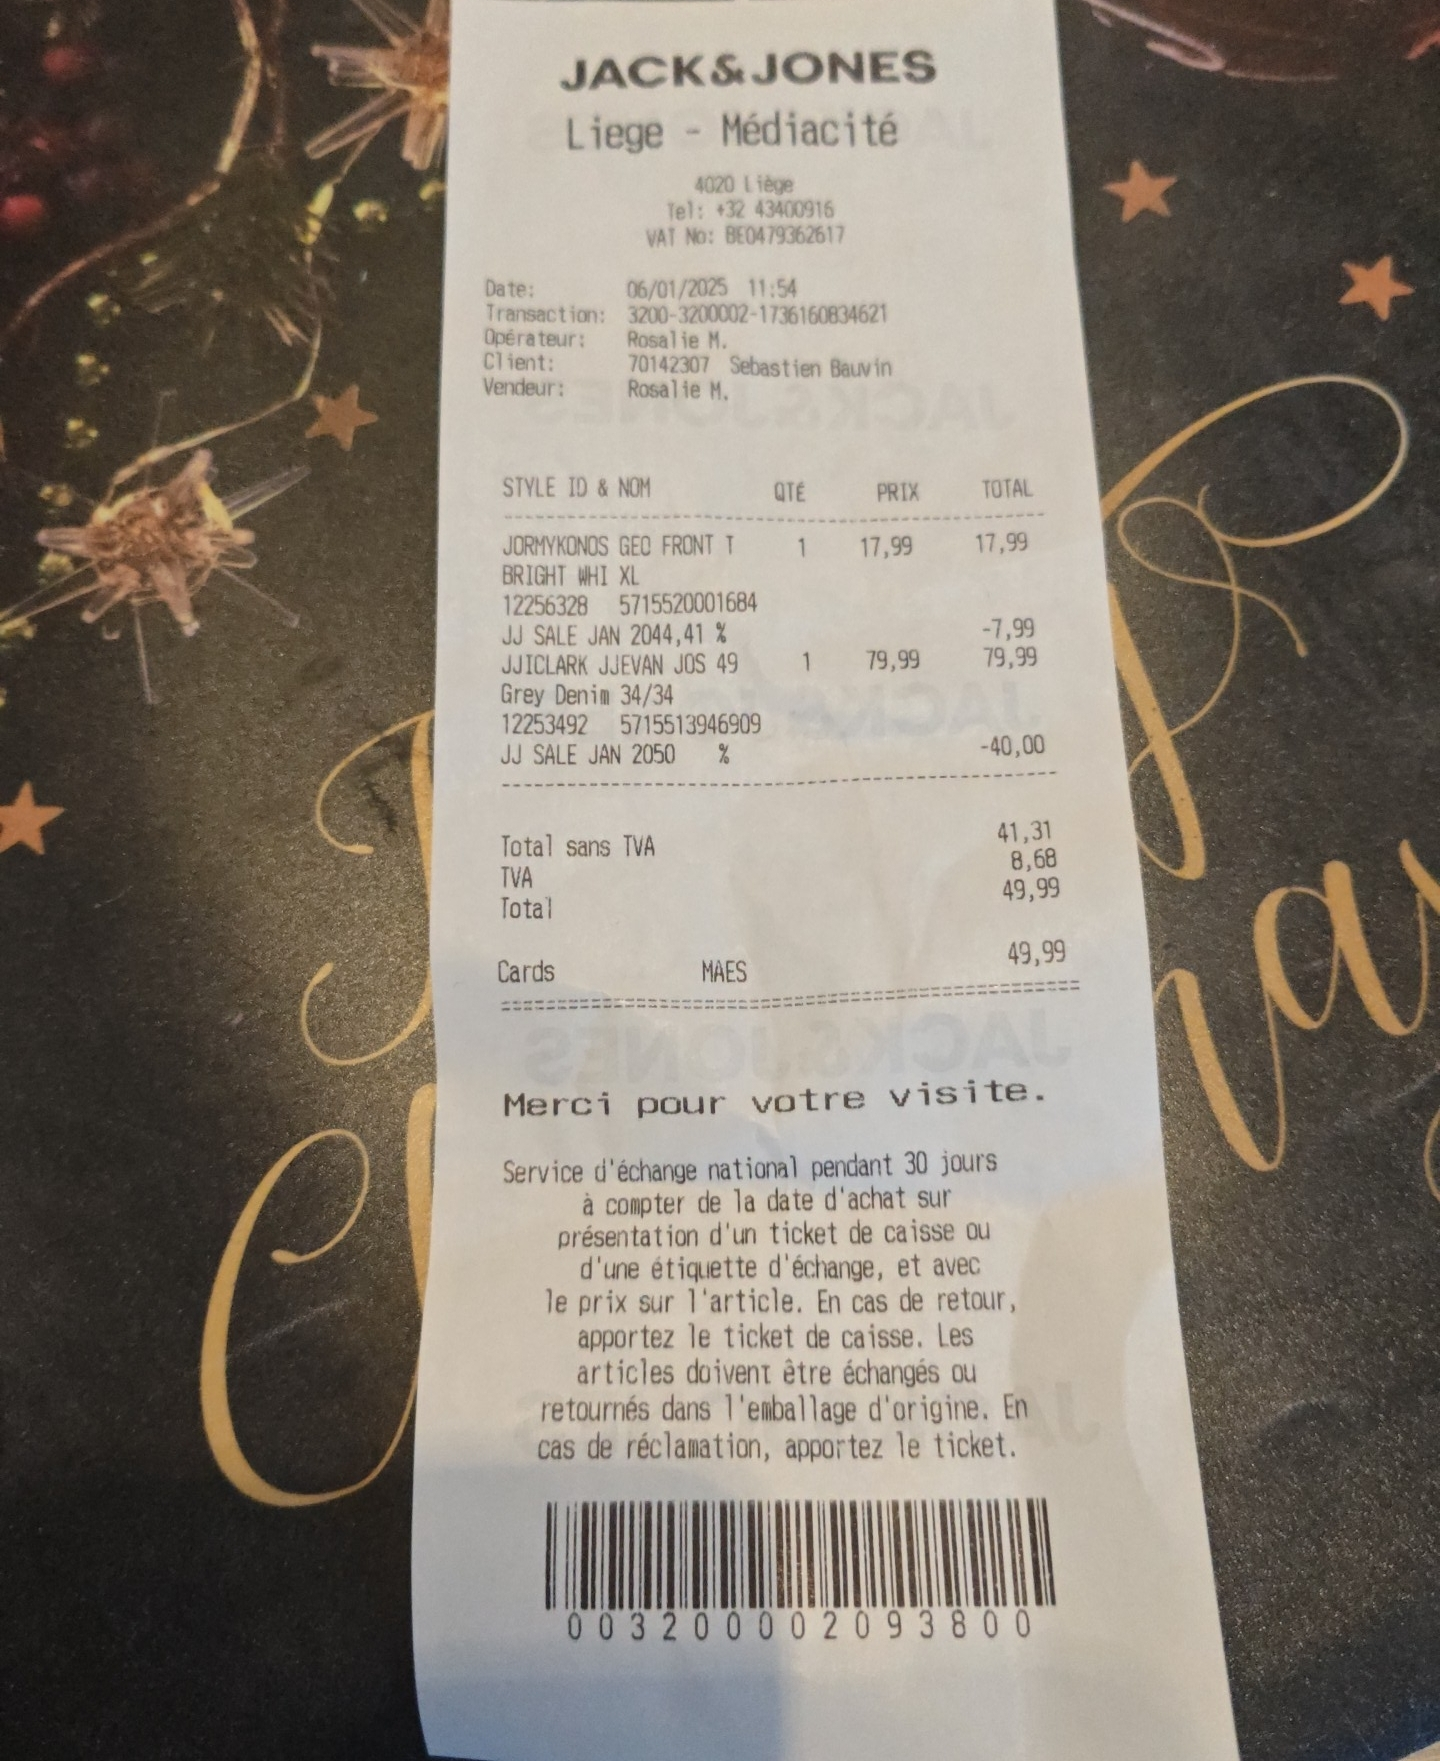 JACK&JONES
Liege - Médiacité
4020 Liège
Tel: +32 43400916
VAT No: BE0479362617
Date: 06/01/2025 11:54
Transaction: 3200-3200002-1736160834621
Opérateur: Rosalie M.
Client: 70142307 Sebastien Bauvin
Vendeur: Rosalie M.
STYLE ID & NOM QTÉ PRIX TOTAL
JORMYKONOS GEO FRONT T 1 17,99 17,99
BRIGHT WHI XL
12256328 5715520001684
JJ SALE JAN 2044,41 % -7,99
JJICLARK JJEVAN JOS 49 1 79,99 79,99
Grey Denim 34/34
12253492 5715513946909
JJ SALE JAN 2050 % -40,00
Total sans TVA 41,31
TVA 8,68
Total 49,99
Cards MAES 49,99
Merci pour votre visite.
Service d'échange national pendant 30 jours
à compter de la date d'achat sur
présentation d'un ticket de caisse ou
d'une étiquette d'échange, et avec
le prix sur l'article. En cas de retour,
apportez le ticket de caisse. Les
articles doivent être échangés ou
retournés dans l'emballage d'origine. En
cas de réclamation, apportez le ticket.
003200002093800